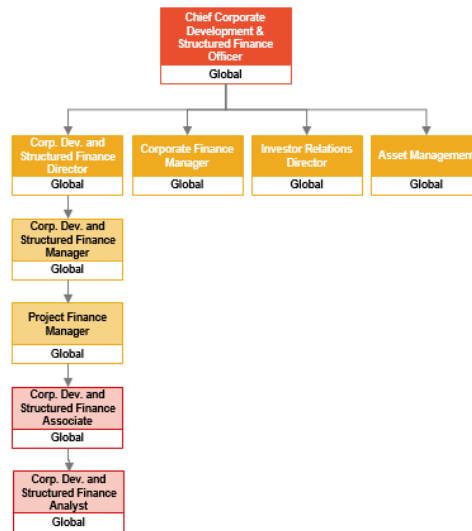 Chief Corporate
Development &
Structured Finance
Officer
Global
Corp. Dev. and
Structured Finance
Director
Global
Corporate Finance
Manager
Global
Investor Relations
Director
Global
Asset Management
Global
Corp. Dev. and
Structured Finance
Manager
Global
Project Finance
Manager
Global
Corp. Dev. and
Structured Finance
Associate
Global
Corp. Dev. and
Structured Finance
Analyst
Global